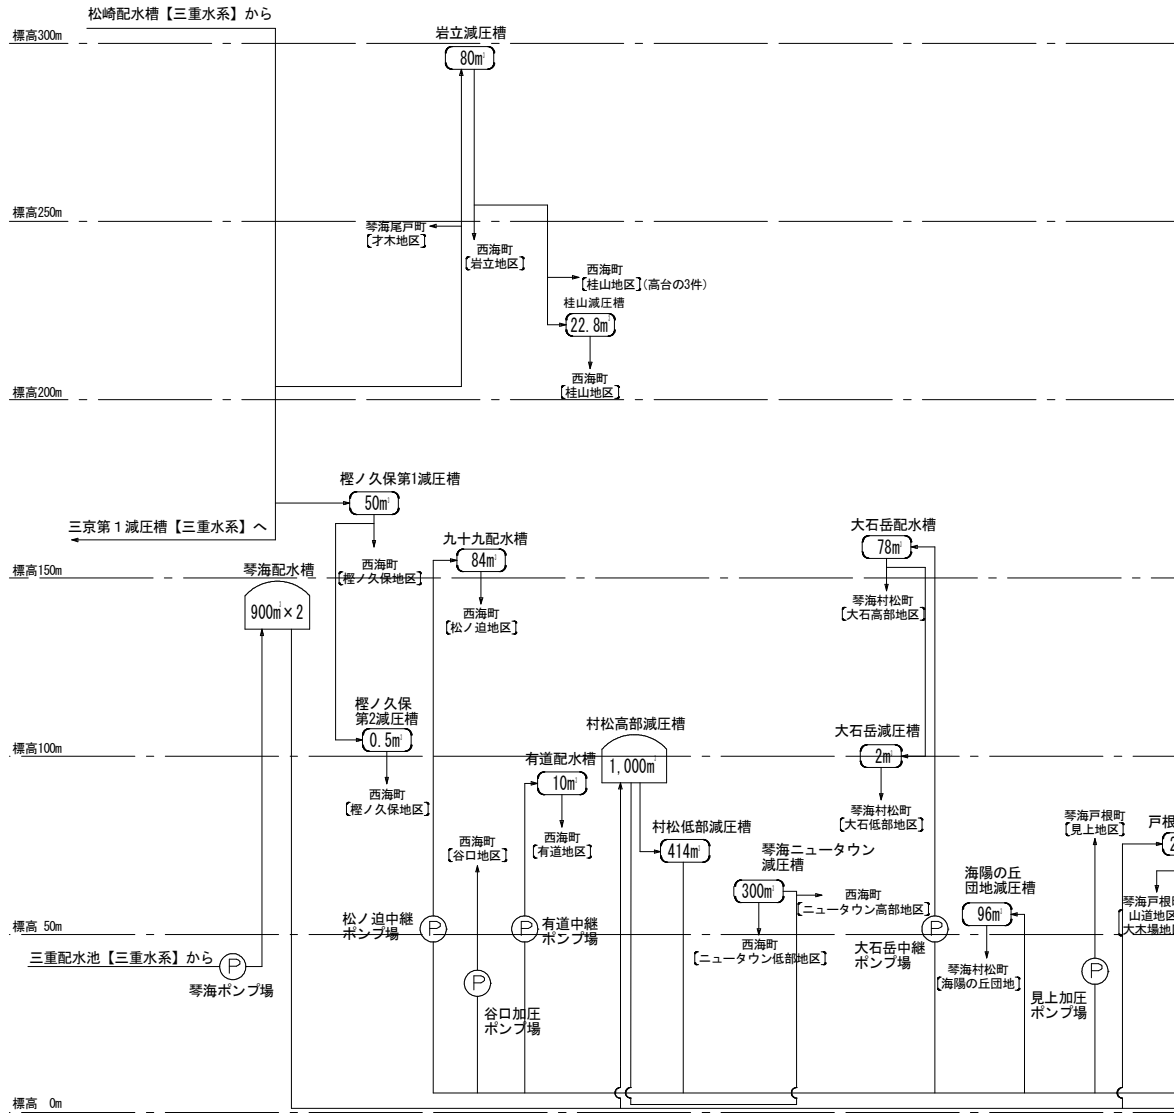 松崎配水槽【三重水系】から
標高300m
岩立減圧槽
80m³
標高250m
琴海尾戸町
[才木地区]
西海町
[岩立地区]
西海町
[桂山地区](高台の3件)
桂山減圧槽
22.8m³
西海町
[桂山地区]
標高200m
樫ノ久保第1減圧槽
50m³
三京第1減圧槽【三重水系】へ
西海町
[樫ノ久保地区]
九十九配水槽
84m³
西海町
[松ノ迫地区]
大石岳配水槽
78m³
琴海村松町
[大石高部地区]
標高150m
琴海配水槽
900m³×2
樫ノ久保
第2減圧槽
0.5m³
西海町
[樫ノ久保地区]
標高100m
有道配水槽
10m³
西海町
[有道地区]
村松高部減圧槽
1,000m³
大石岳減圧槽
2m³
琴海村松町
[大石低部地区]
西海町
[谷口地区]
村松低部減圧槽
414m³
琴海ニュータウン
減圧槽
300m³
西海町
[ニュータウン高部地区]
西海町
[ニュータウン低部地区]
海陽の丘
団地減圧槽
96m³
琴海村松町
[海陽の丘団地]
琴海戸根町
[見上地区]
戸根
2
琴海戸根町
山道地区
大木場地区
標高 50m
松ノ迫中継
ポンプ場
P
有道中継
ポンプ場
P
大石岳中継
ポンプ場
P
三重配水池【三重水系】から
P
琴海ポンプ場
P
谷口加圧
ポンプ場
P
見上加圧
ポンプ場
標高 0m